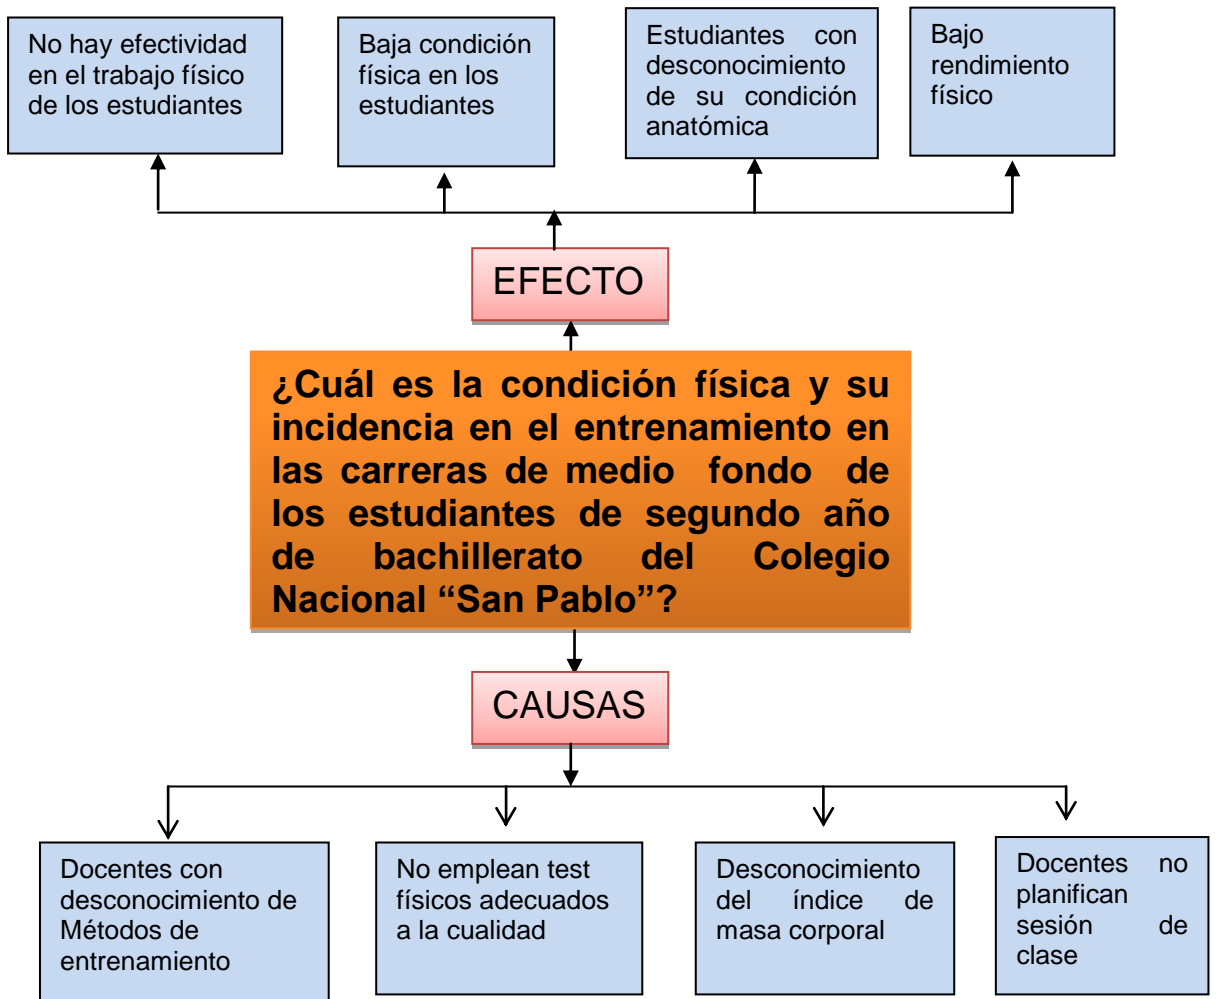 No hay efectividad
en el trabajo físico
de los estudiantes
Baja condición
física en los
estudiantes
Estudiantes con
desconocimiento
de su condición
anatómica
Bajo
rendimiento
físico
EFECTO
¿Cuál es la condición física y su
incidencia en el entrenamiento en
las carreras de medio fondo de
los estudiantes de segundo año
de bachillerato del Colegio
Nacional “San Pablo”?
CAUSAS
Docentes con
desconocimiento de
Métodos de
entrenamiento
No emplean test
físicos adecuados
a la cualidad
Desconocimiento
del índice de
masa corporal
Docentes no
planifican
sesión de
clase